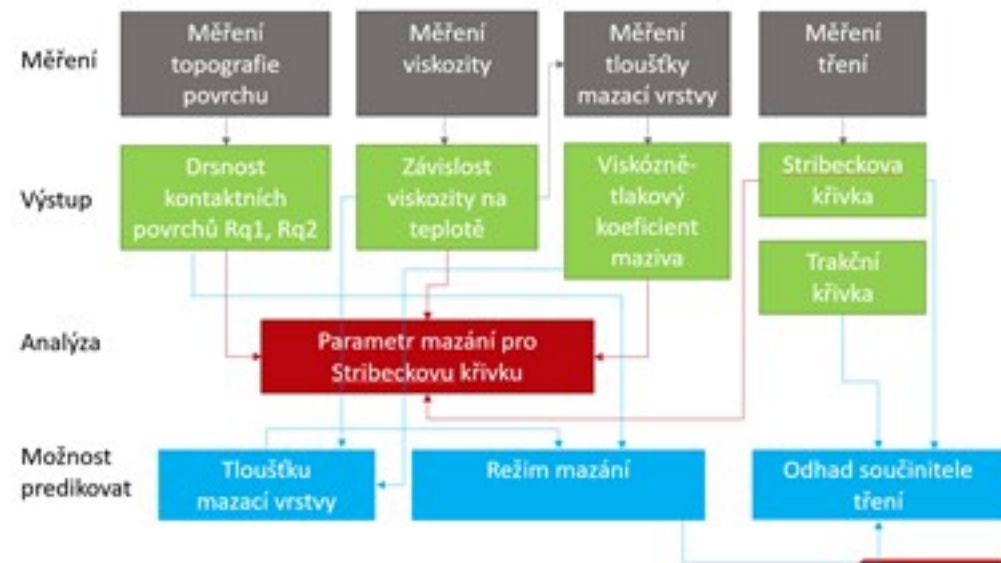 Měření
Měření
topografie
povrchu
Měření
viskozity
Měření
tloušťky
mazací vrstvy
Měření
tření
Výstup
Drsnost
kontaktních
povrchů Rq1, Rq2
Závislost
viskozity na
teplotě
Viskózně-
tlakový
koeficient
maziva
Stribeckova
křivka
Trakční
křivka
Analýza
Parametr mazání pro
Stribeckovu křivku
Možnost
predikovat
Tloušťku
mazací vrstvy
Režim mazání
Odhad součinitele
tření